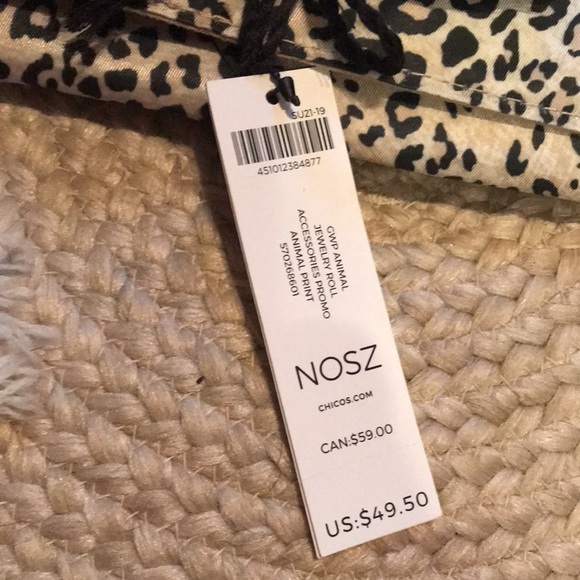 SU21-19
451012384877
GWP ANIMAL
JEWELRY ROLL
ACCESSORIES PROMO
ANIMAL PRINT
570268601
NOSZ
CHICOS.COM
CAN:$59.00
US:$49.50